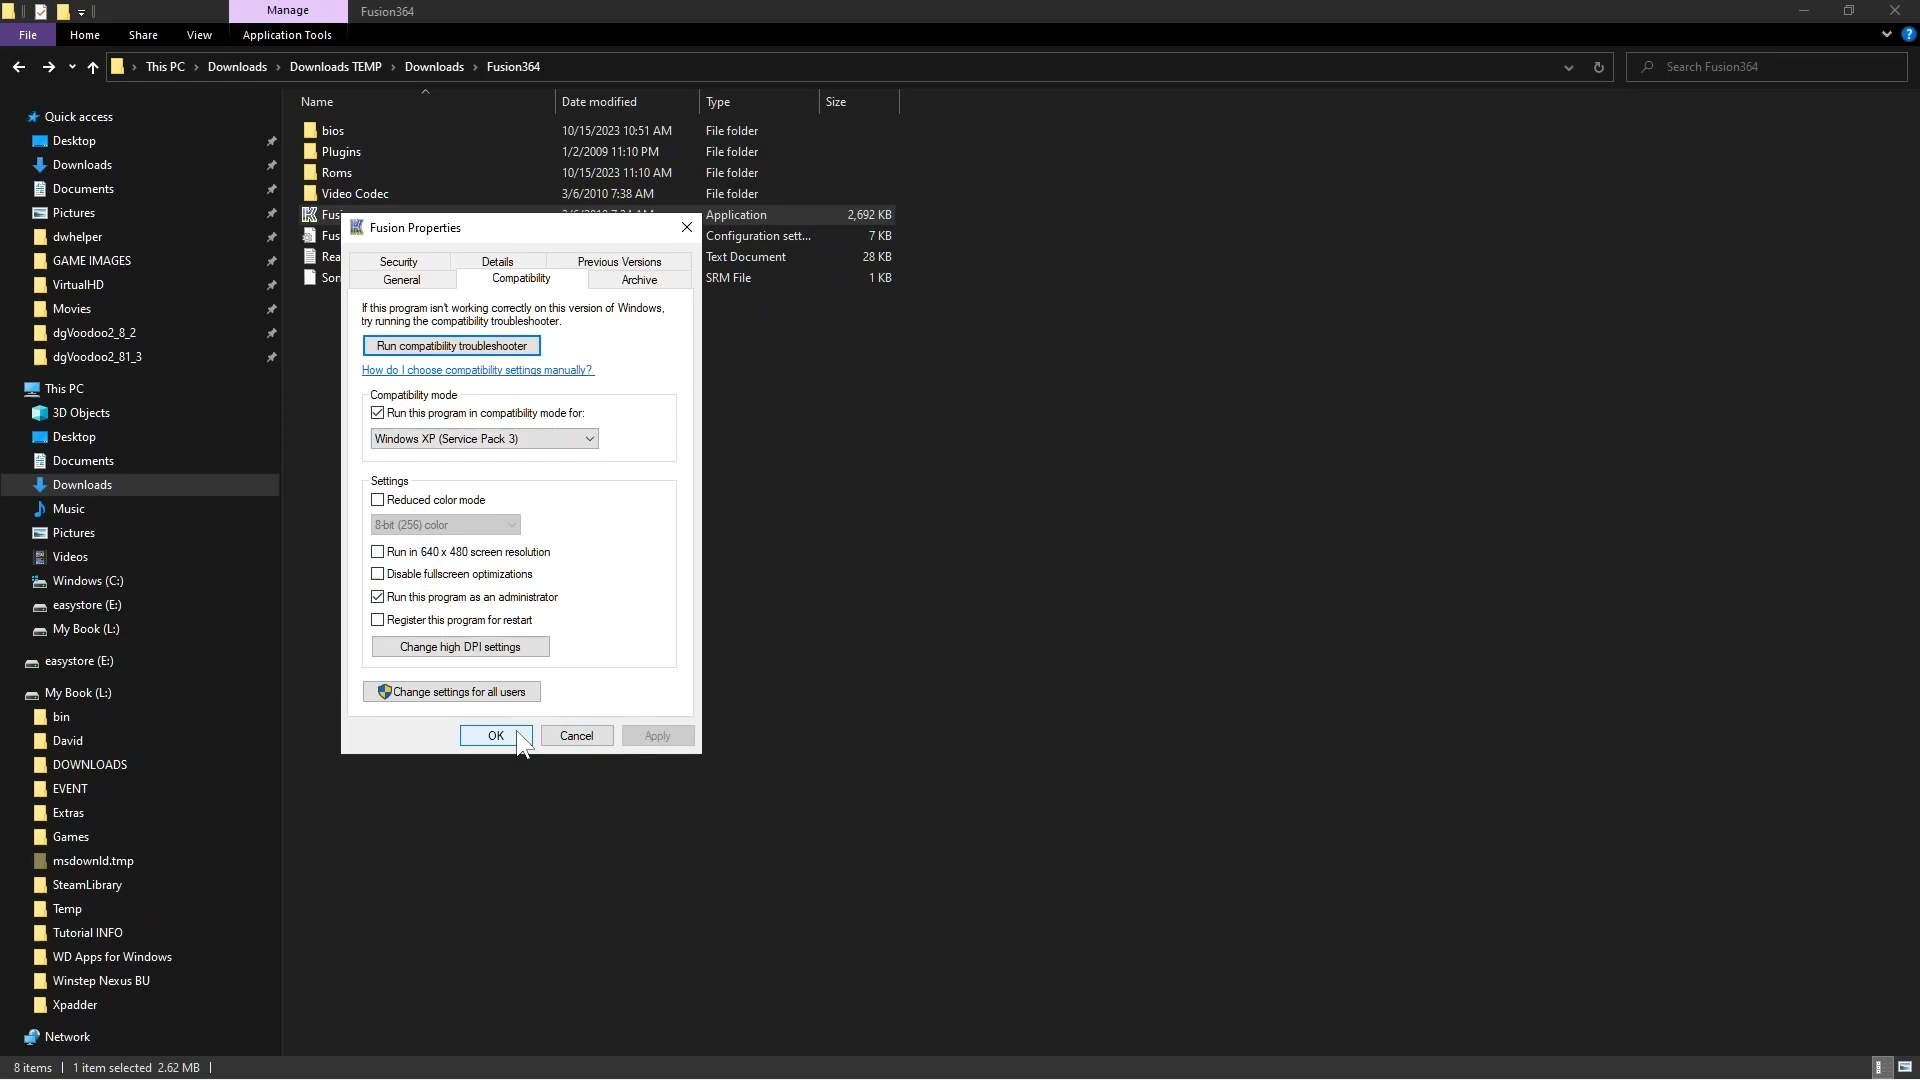 Manage
Fusion364
File
Home
Share
View
Application Tools
This PC
Downloads
Downloads TEMP
Downloads
Fusion364
Search Fusion364
Name
Date modified
Type
Size
Quick access
Desktop
Downloads
Documents
Pictures
dwhelper
GAME IMAGES
VirtualHD
Movies
dgVoodoo2_8_2
dgVoodoo2_81_3
This PC
3D Objects
Desktop
Documents
Downloads
Music
Pictures
Videos
Windows (C:)
easystore (E:)
My Book (L:)
easystore (E:)
My Book (L:)
bin
David
DOWNLOADS
EVENT
Extras
Games
msdownld.tmp
SteamLibrary
Temp
Tutorial INFO
WD Apps for Windows
Winstep Nexus BU
Xpadder
Network
bios 10/15/2023 10:51 AM File folder
Plugins 1/2/2009 11:10 PM File folder
Roms 10/15/2023 11:10 AM File folder
Video Codec 3/6/2010 7:38 AM File folder
Fus Application 2,692 KB
Fus Configuration sett... 7 KB
Rea Text Document 28 KB
Son SRM File 1 KB
Fusion Properties
Security Details Previous Versions
General Compatibility Archive
If this program isn't working correctly on this version of Windows,
try running the compatibility troubleshooter.
Run compatibility troubleshooter
How do I choose compatibility settings manually?
Compatibility mode
Run this program in compatibility mode for:
Windows XP (Service Pack 3)
Settings
Reduced color mode
8-bit (256) color
Run in 640 x 480 screen resolution
Disable fullscreen optimizations
Run this program as an administrator
Register this program for restart
Change high DPI settings
Change settings for all users
OK Cancel Apply
8 items 1 item selected 2.62 MB